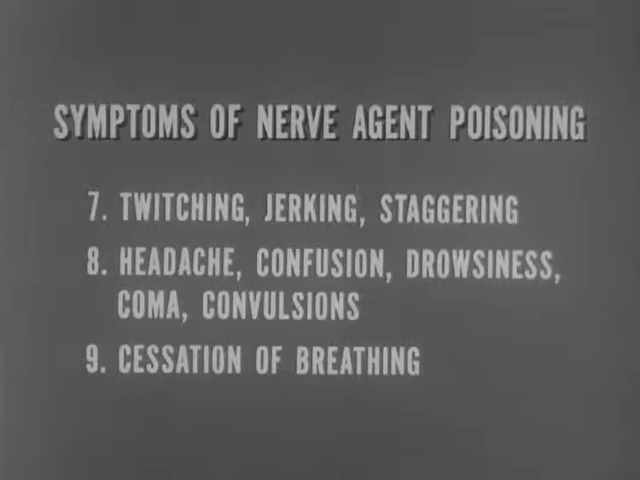 SYMPTOMS OF NERVE AGENT POISONING
7. TWITCHING, JERKING, STAGGERING
8. HEADACHE, CONFUSION, DROWSINESS,
COMA, CONVULSIONS
9. CESSATION OF BREATHING